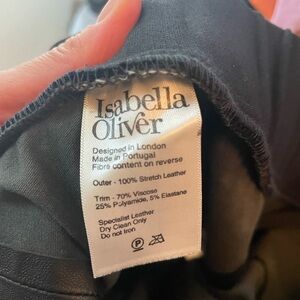 Isabella
Oliver
Designed in London
Made in Portugal
Fibre content on reverse
Outer - 100% Stretch Leather
Trim - 70% Viscose
25% Polyamide, 5% Elastane
Specialist Leather
Dry Clean Only
Do not Iron
P